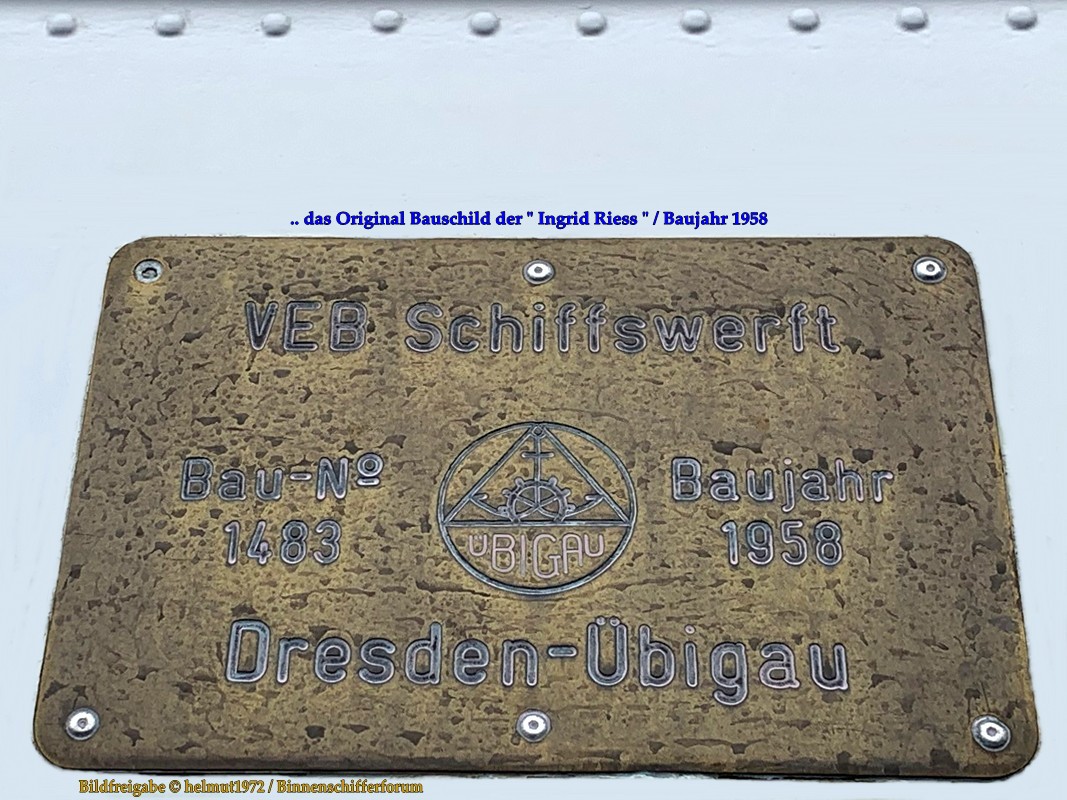 .. das Original Bauschild der " Ingrid Riess " / Baujahr 1958
VEB Schiffswerft
Bau-Nº
1483
ÜBIGAU
Baujahr
1958
Dresden-Übigau
Bildfreigabe © helmut1972 / Binnenschifferforum